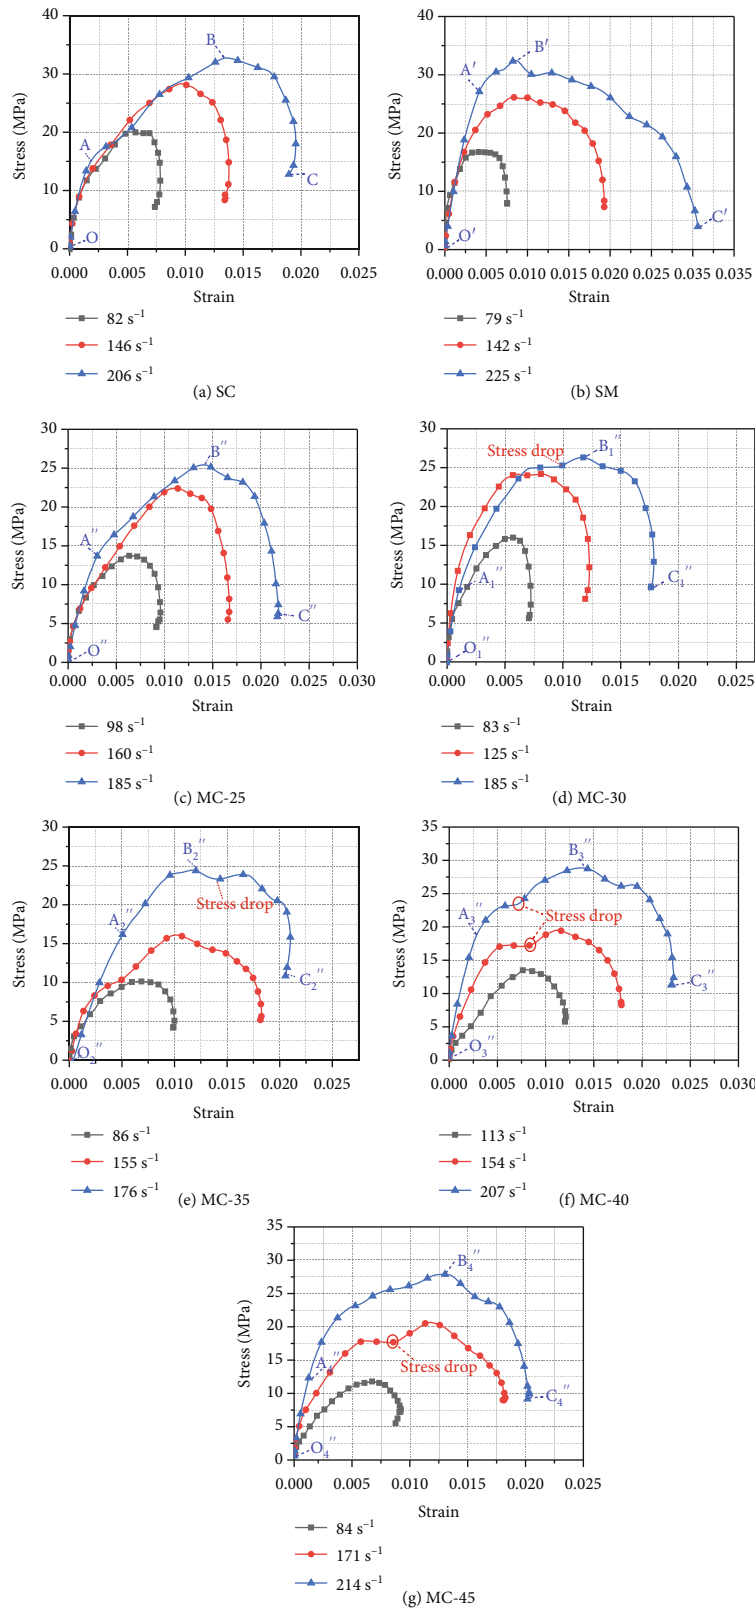 40
35
30
25
20
15
10
5
0
Stress (MPa)
A
B
C
O
0.000 0.005 0.010 0.015 0.020 0.025
Strain
82 s⁻¹
146 s⁻¹
206 s⁻¹
(a) SC
40
35
30
25
20
15
10
5
0
Stress (MPa)
A′
B′
C′
O′
0.000 0.005 0.010 0.015 0.020 0.025 0.035 0.035
Strain
79 s⁻¹
142 s⁻¹
225 s⁻¹
(b) SM
30
25
20
15
10
5
0
Stress (MPa)
A″
B″
C″
O″
0.000 0.005 0.010 0.015 0.020 0.025 0.030
Strain
98 s⁻¹
160 s⁻¹
185 s⁻¹
(c) MC-25
30
25
20
15
10
5
0
Stress (MPa)
Stress drop
B₁″
A₁″
C₁″
O₁″
0.000 0.005 0.010 0.015 0.020 0.025
Strain
83 s⁻¹
125 s⁻¹
185 s⁻¹
(d) MC-30
30
25
20
15
10
5
0
Stress (MPa)
B₂″
A₂″
Stress drop
C₂″
O₂″
0.000 0.005 0.010 0.015 0.020 0.025
Strain
86 s⁻¹
155 s⁻¹
176 s⁻¹
(e) MC-35
35
30
25
20
15
10
5
0
Stress (MPa)
B₃″
A₃″
Stress drop
C₃″
O₃″
0.000 0.005 0.010 0.015 0.020 0.025 0.030
Strain
113 s⁻¹
154 s⁻¹
207 s⁻¹
(f) MC-40
35
30
25
20
15
10
5
0
Stress (MPa)
B₄″
A₄″
Stress drop
C₄″
O₄″
0.000 0.005 0.010 0.015 0.020 0.025
Strain
84 s⁻¹
171 s⁻¹
214 s⁻¹
(g) MC-45